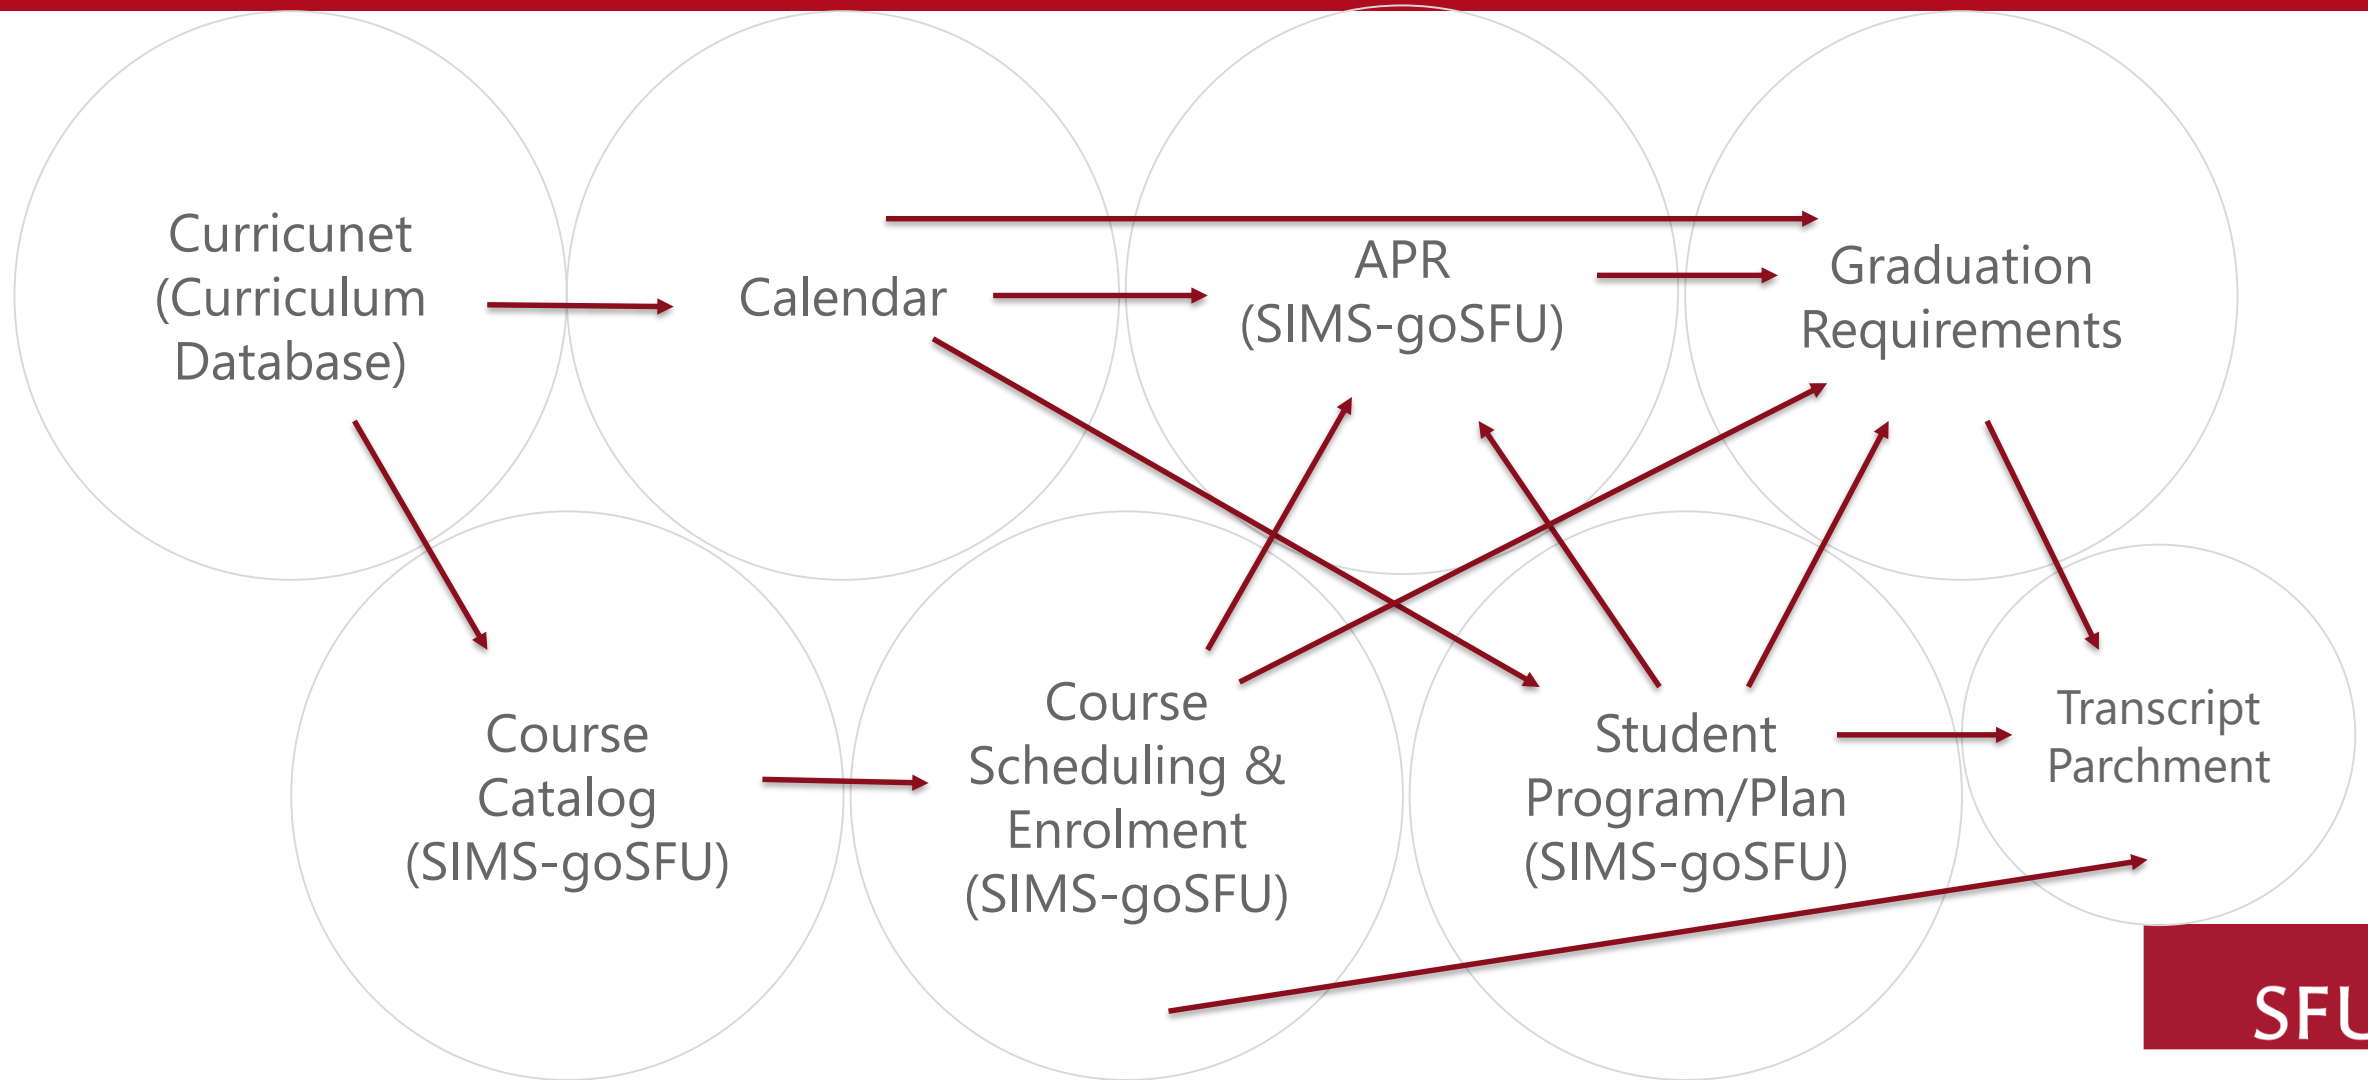 Curricunet
(Curriculum
Database)
Calendar
APR
(SIMS-goSFU)
Graduation
Requirements
Course
Catalog
(SIMS-goSFU)
Course
Scheduling &
Enrolment
(SIMS-goSFU)
Student
Program/Plan
(SIMS-goSFU)
Transcript
Parchment
SFU